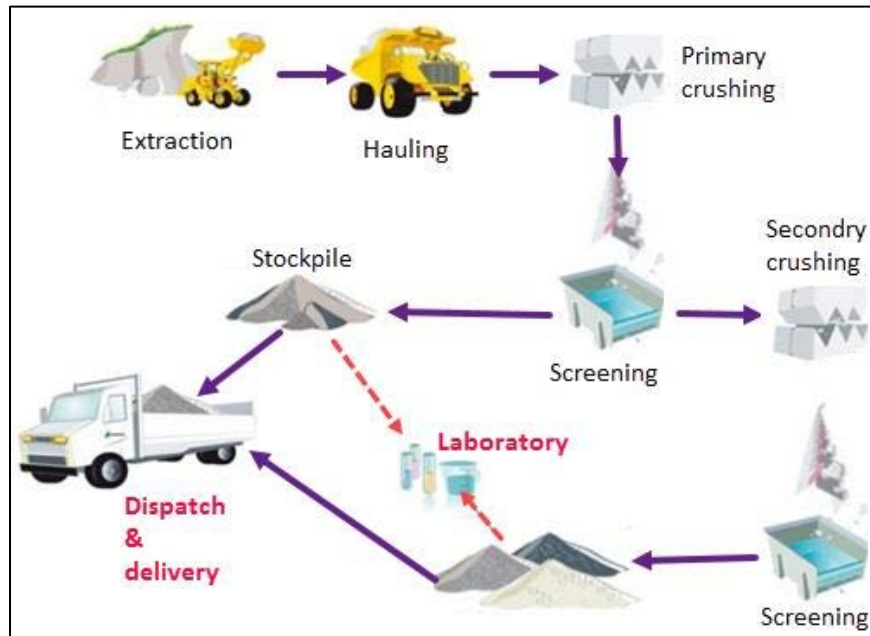 Extraction
Hauling
Primary
crushing
Secondry
crushing
Stockpile
Screening
Laboratory
Dispatch
&
delivery
Screening